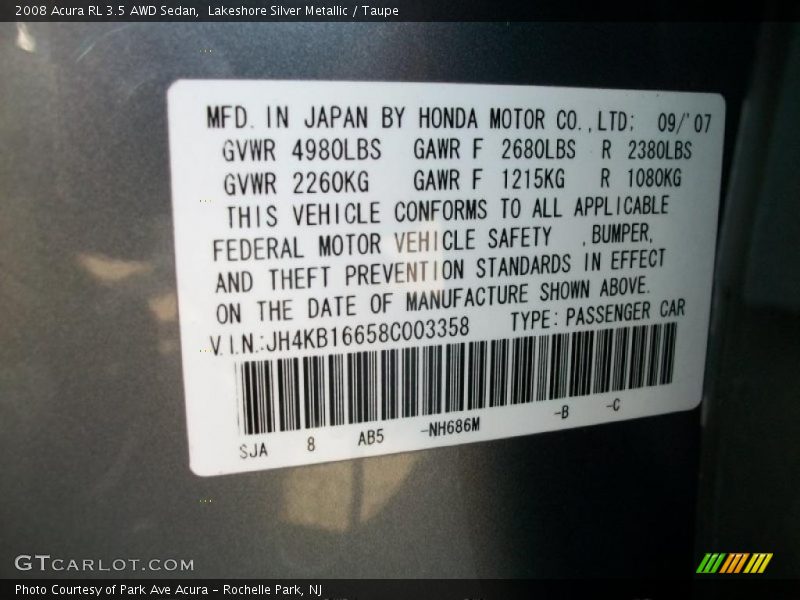 2008 Acura RL 3.5 AWD Sedan,  Lakeshore Silver Metallic / Taupe
MFD. IN JAPAN BY HONDA MOTOR CO.,LTD; 09/'07
GVWR 4980LBS GAWR F 2680LBS R 2380LBS
GVWR 2260KG GAWR F 1215KG R 1080KG
THIS VEHICLE CONFORMS TO ALL APPLICABLE
FEDERAL MOTOR VEHICLE SAFETY ,BUMPER,
AND THEFT PREVENTION STANDARDS IN EFFECT
ON THE DATE OF MANUFACTURE SHOWN ABOVE.
V.I.N.:JH4KB16658C003358 TYPE: PASSENGER CAR
SJA 8 AB5 -NH686M -B -C
GTCARLOT.COM
Photo Courtesy of Park Ave Acura - Rochelle Park, NJ